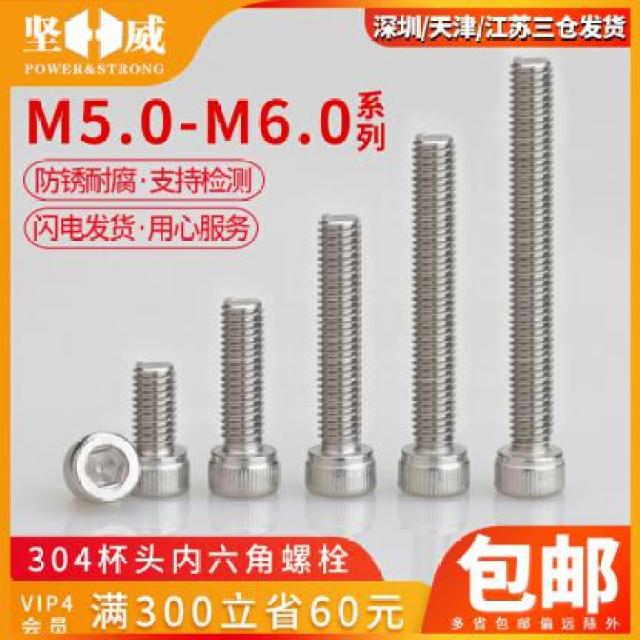 坚威
POWER&STRONG
深圳/天津/江苏三仓发货
M5.0-M6.0系列
防锈耐腐·支持检测
闪电发货·用心服务
304杯头内六角螺栓
VIP4
会员
满300立省60元
包邮
多省包邮偏远除外